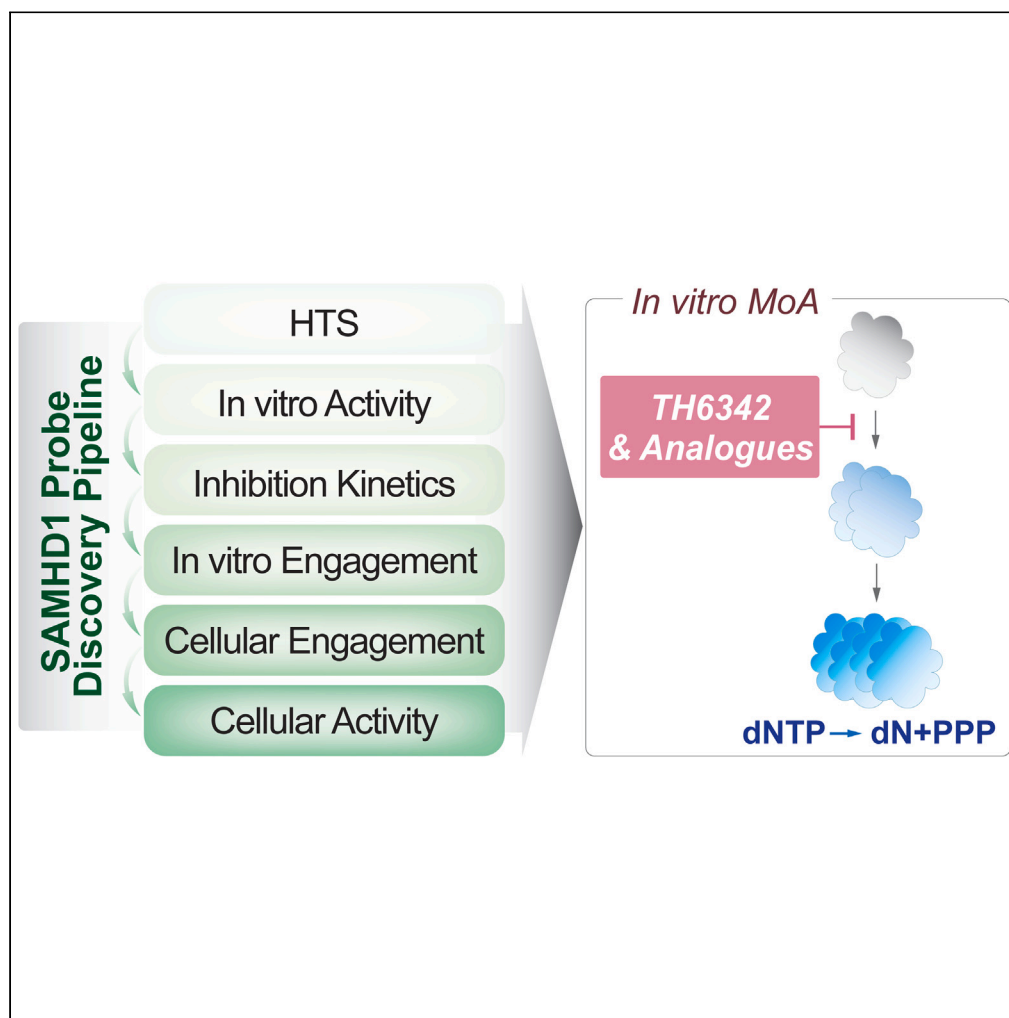 SAMHD1 Probe
Discovery Pipeline
HTS
In vitro Activity
Inhibition Kinetics
In vitro Engagement
Cellular Engagement
Cellular Activity
In vitro MoA
TH6342
& Analogues
dNTP → dN+PPP